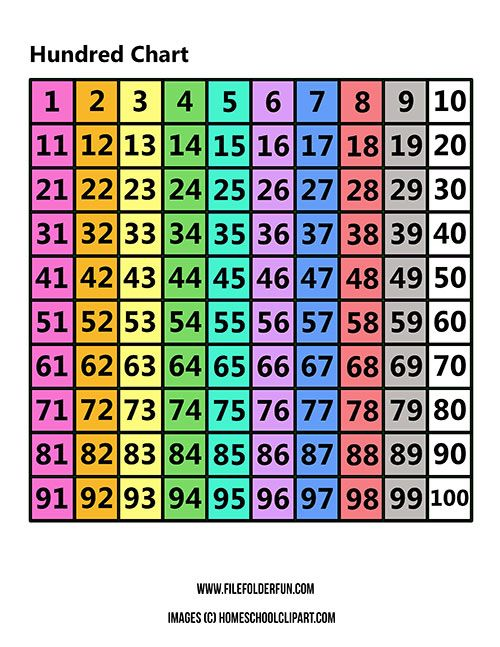 Hundred Chart
1 2 3 4 5 6 7 8 9 10
11 12 13 14 15 16 17 18 19 20
21 22 23 24 25 26 27 28 29 30
31 32 33 34 35 36 37 38 39 40
41 42 43 44 45 46 47 48 49 50
51 52 53 54 55 56 57 58 59 60
61 62 63 64 65 66 67 68 69 70
71 72 73 74 75 76 77 78 79 80
81 82 83 84 85 86 87 88 89 90
91 92 93 94 95 96 97 98 99 100
WWW.FILEFOLDERFUN.COM
IMAGES (C) HOMESCHOOLCLIPART.COM